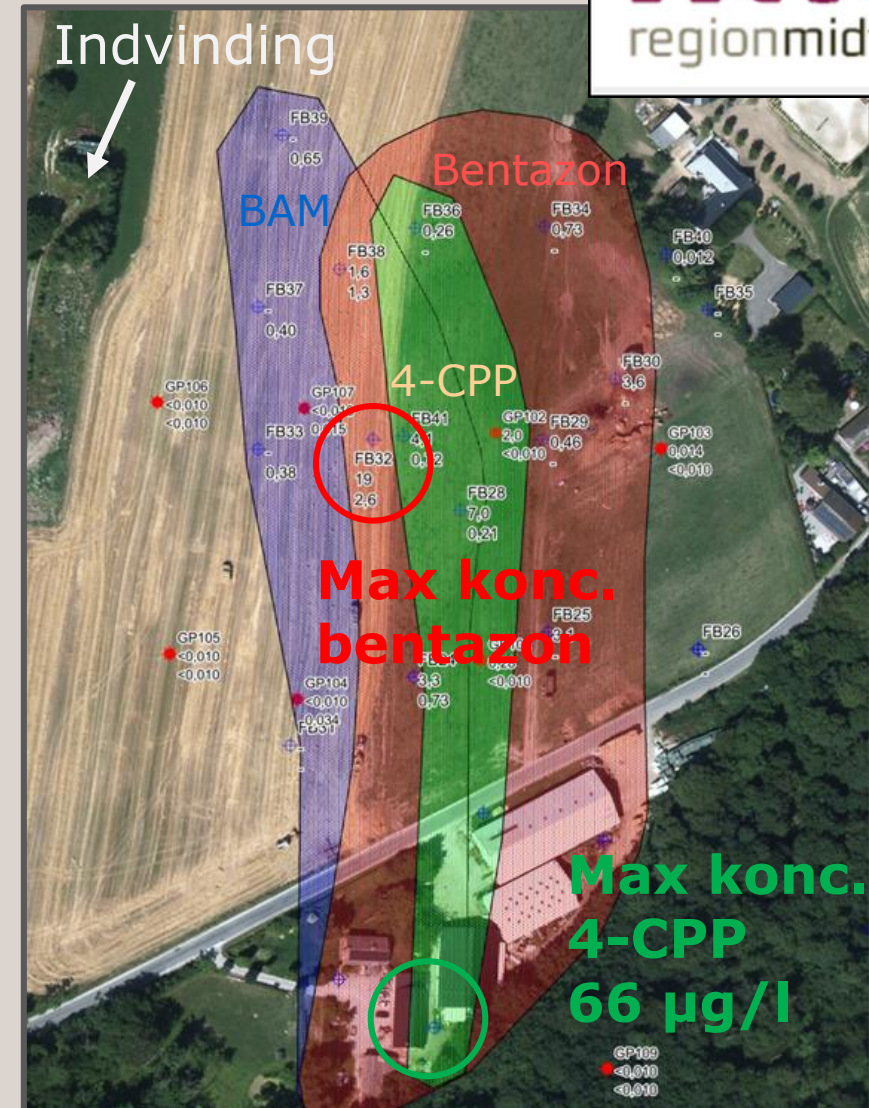 regionmid
Indvinding
FB39
-
0,65
Bentazon
BAM
FB36
0,26
-
FB34
0,73
-
FB40
0,012
-
FB38
1,6
1,3
FB37
-
0,40
FB35
-
-
FB30
3,6
-
4-CPP
GP106
<0,010
<0,010
GP107
FB41
GP102
2,0
<0,010
FB29
0,46
-
GP103
0,014
<0,010
FB33
-
0,38
FB32
19
2,6
FB28
7,0
0,21
Max konc.
bentazon
FB25
FB26
-
-
GP105
<0,010
<0,010
3,3
0,73
<0,010
GP104
<0,010
0,034
FB31
-
-
Max konc.
4-CPP
66 µg/l
GP109
<0,010
<0,010